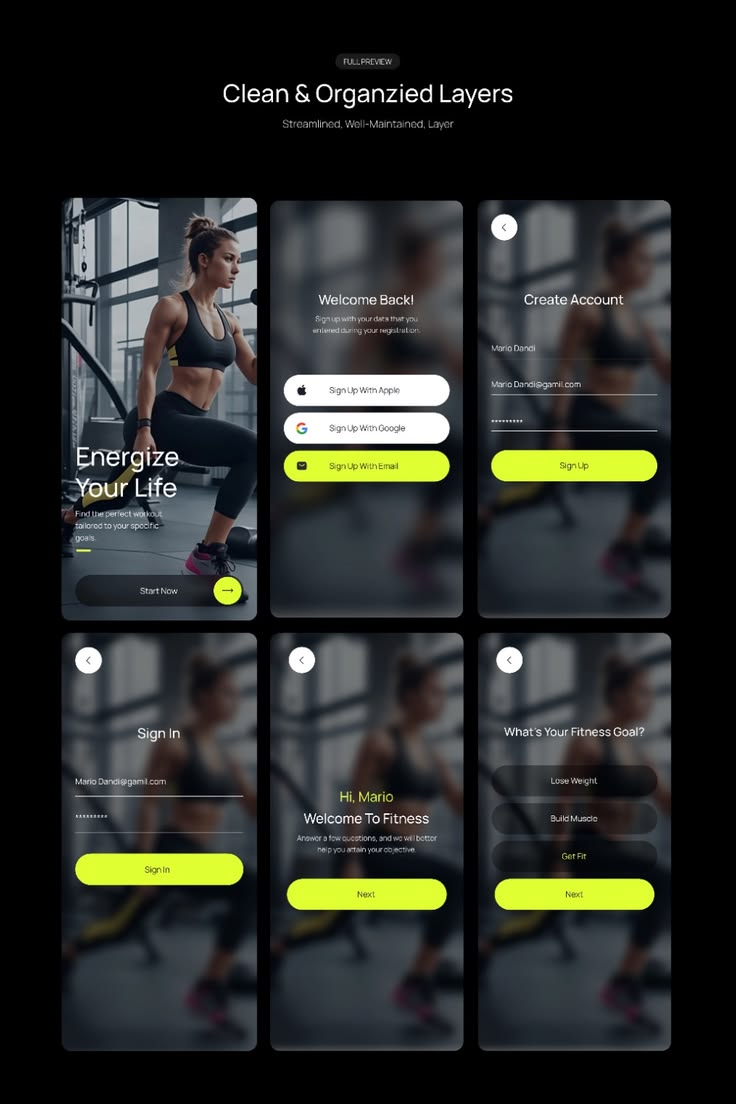 FULL PREVIEW
Clean & Organzied Layers
Streamlined, Well-Maintained, Layer
Energize
Your Life
Find the perfect workout
tailored to your specific
goals.
Start Now
Welcome Back!
Sign up with your data that you
entered during your registration.
Sign Up With Apple
Sign Up With Google
Sign Up With Email
Create Account
Mario Dandi
Mario Dandi@gamil.com
*********
Sign Up
Sign In
Mario Dandi@gamil.com
*********
Sign In
Hi, Mario
Welcome To Fitness
Answer a few questions, and we will better
help you attain your objective.
Next
What's Your Fitness Goal?
Lose Weight
Build Muscle
Get Fit
Next